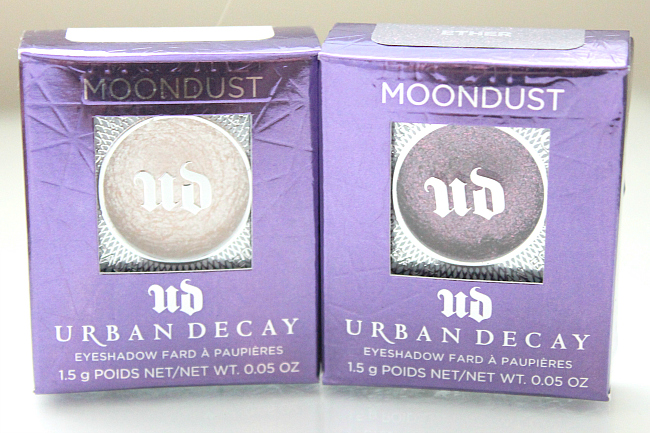 MOONDUST
ud
ud
URBAN DECAY
EYESHADOW FARD À PAUPIÈRES
1.5 g POIDS NET/NET WT. 0.05 OZ
ETHER
MOONDUST
ud
ud
URBAN DECAY
EYESHADOW FARD À PAUPIÈRES
1.5 g POIDS NET/NET WT. 0.05 OZ